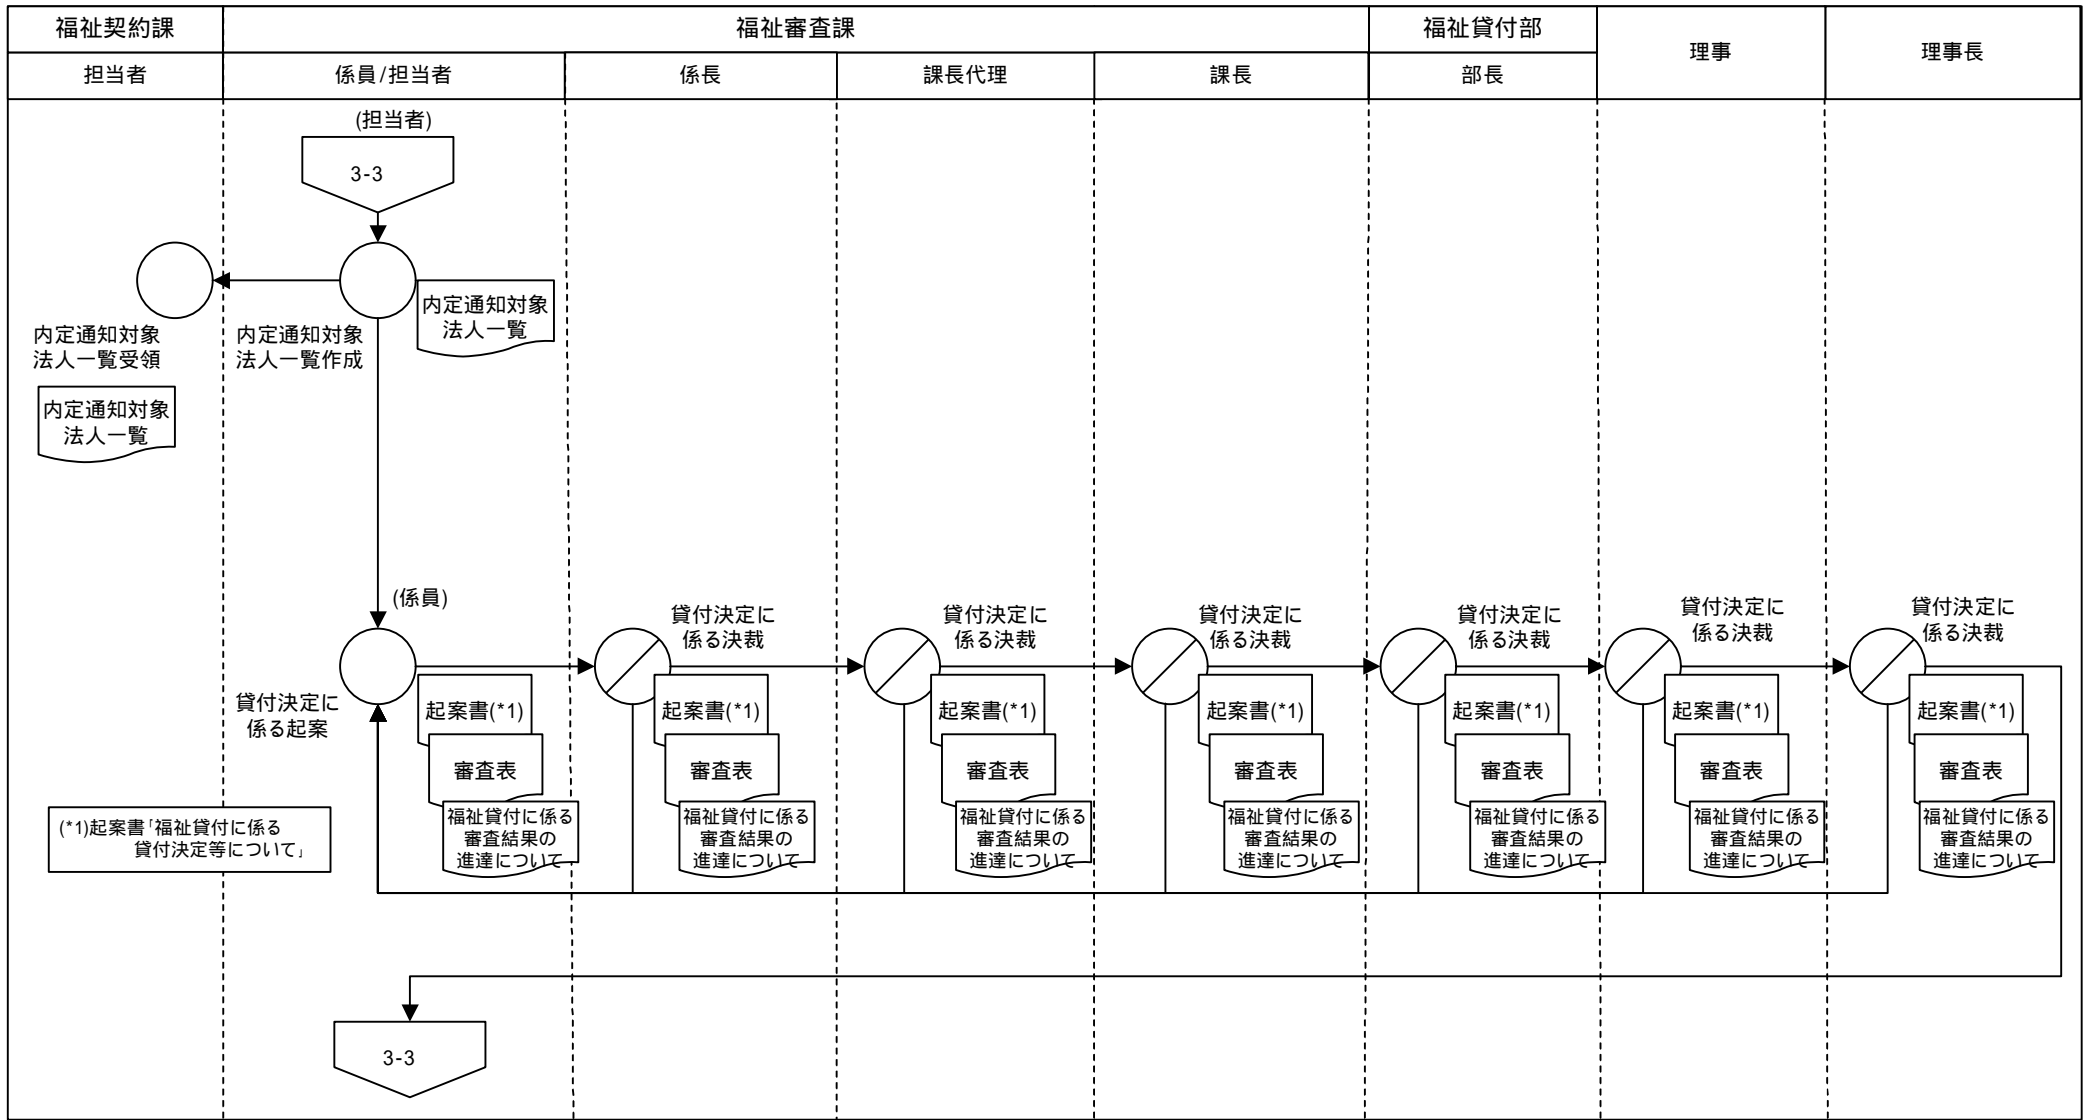 福祉契約課
福祉審査課
福祉貸付部
理事
理事長
担当者
係員/担当者
係長
課長代理
課長
部長
(担当者)
3-3
内定通知対象
法人一覧
内定通知対象
法人一覧受領
内定通知対象
法人一覧作成
内定通知対象
法人一覧
(係員)
貸付決定に
係る起案
貸付決定に
係る決裁
貸付決定に
係る決裁
貸付決定に
係る決裁
貸付決定に
係る決裁
貸付決定に
係る決裁
貸付決定に
係る決裁
起案書(*1)
審査表
福祉貸付に係る
審査結果の
進達について
起案書(*1)
審査表
福祉貸付に係る
審査結果の
進達について
起案書(*1)
審査表
福祉貸付に係る
審査結果の
進達について
起案書(*1)
審査表
福祉貸付に係る
審査結果の
進達について
起案書(*1)
審査表
福祉貸付に係る
審査結果の
進達について
起案書(*1)
審査表
福祉貸付に係る
審査結果の
進達について
起案書(*1)
審査表
福祉貸付に係る
審査結果の
進達について
(*1)起案書｢福祉貸付に係る
貸付決定等について｣
3-3